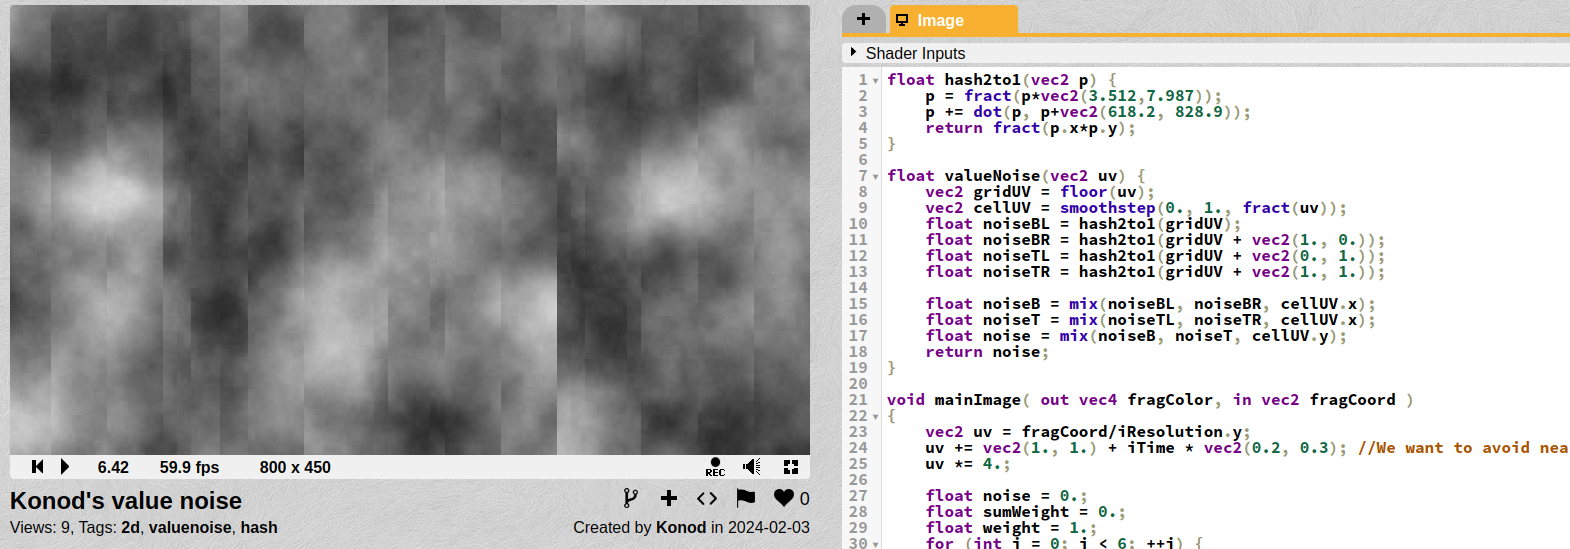 6.42 59.9 fps 800 x 450 REC
Konod's value noise 0
Views: 9, Tags: 2d, valuenoise, hash Created by Konod in 2024-02-03
+ Image
Shader Inputs
1 float hash2to1(vec2 p) {
2 p = fract(p*vec2(3.512,7.987));
3 p += dot(p, p+vec2(618.2, 828.9));
4 return fract(p.x*p.y);
5 }
6
7 float valueNoise(vec2 uv) {
8 vec2 gridUV = floor(uv);
9 vec2 cellUV = smoothstep(0., 1., fract(uv));
10 float noiseBL = hash2to1(gridUV);
11 float noiseBR = hash2to1(gridUV + vec2(1., 0.));
12 float noiseTL = hash2to1(gridUV + vec2(0., 1.));
13 float noiseTR = hash2to1(gridUV + vec2(1., 1.));
14
15 float noiseB = mix(noiseBL, noiseBR, cellUV.x);
16 float noiseT = mix(noiseTL, noiseTR, cellUV.x);
17 float noise = mix(noiseB, noiseT, cellUV.y);
18 return noise;
19 }
20
21 void mainImage( out vec4 fragColor, in vec2 fragCoord )
22 {
23 vec2 uv = fragCoord/iResolution.y;
24 uv += vec2(1., 1.) + iTime * vec2(0.2, 0.3); //We want to avoid nea
25 uv *= 4.;
26
27 float noise = 0.;
28 float sumWeight = 0.;
29 float weight = 1.;
30 for (int i = 0; i < 6; ++i) {